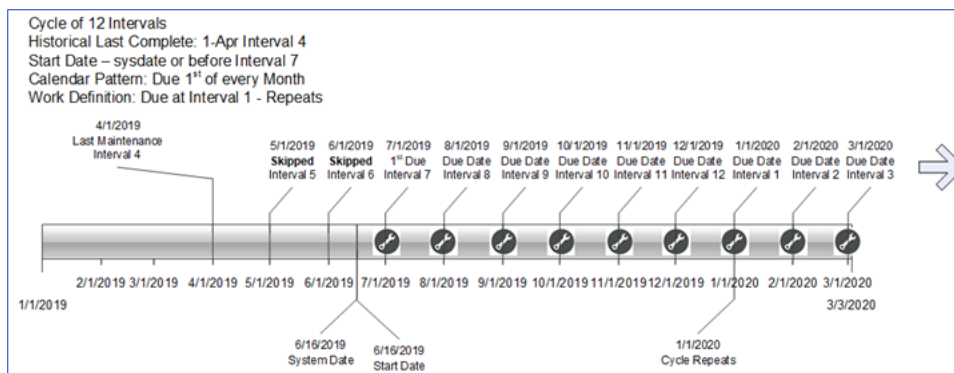 Cycle of 12 Intervals
Historical Last Complete: 1-Apr Interval 4
Start Date – sysdate or before Interval 7
Calendar Pattern: Due 1st of every Month
Work Definition: Due at Interval 1 - Repeats
4/1/2019
Last Maintenance
Interval 4
5/1/2019 6/1/2019 7/1/2019 8/1/2019 9/1/2019 10/1/2019 11/1/2019 12/1/2019 1/1/2020 2/1/2020 3/1/2020
Skipped Skipped 1st Due Due Date Due Date Due Date Due Date Due Date Due Date Due Date Due Date
Interval 5 Interval 6 Interval 7 Interval 8 Interval 9 Interval 10 Interval 11 Interval 12 Interval 1 Interval 2 Interval 3
2/1/2019 3/1/2019 4/1/2019 5/1/2019 6/1/2019 7/1/2019 8/1/2019 9/1/2019 10/1/2019 11/1/2019 12/1/2019 1/1/2020 2/1/2020 3/1/2020
1/1/2019 3/3/2020
6/16/2019
System Date
6/16/2019
Start Date
1/1/2020
Cycle Repeats